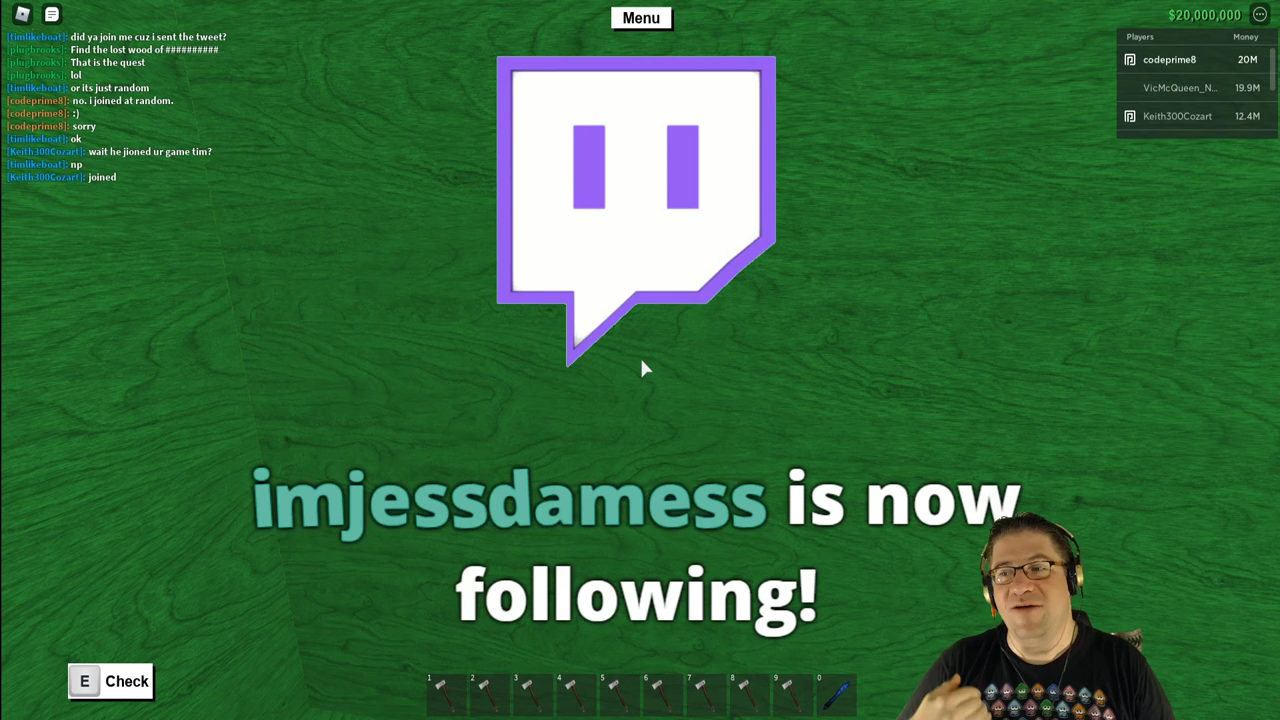 Menu
$20,000,000
[timlikeboat]: did ya join me cuz i sent the tweet?
[plugbrooks]: Find the lost wood of ##########
[plugbrooks]: That is the quest
[plugbrooks]: lol
[timlikeboat]: or its just random
[codeprime8]: no. i joined at random.
[codeprime8]: :)
[codeprime8]: sorry
[timlikeboat]: ok
[Keith300Cozart]: wait he jioned ur game tim?
[timlikeboat]: np
[Keith300Cozart]: joined
Players Money
codeprime8 20M
VicMcQueen_N... 19.9M
Keith300Cozart 12.4M
imjessdamess is now
following!
E Check
1 2 3 4 5 6 7 8 9 0